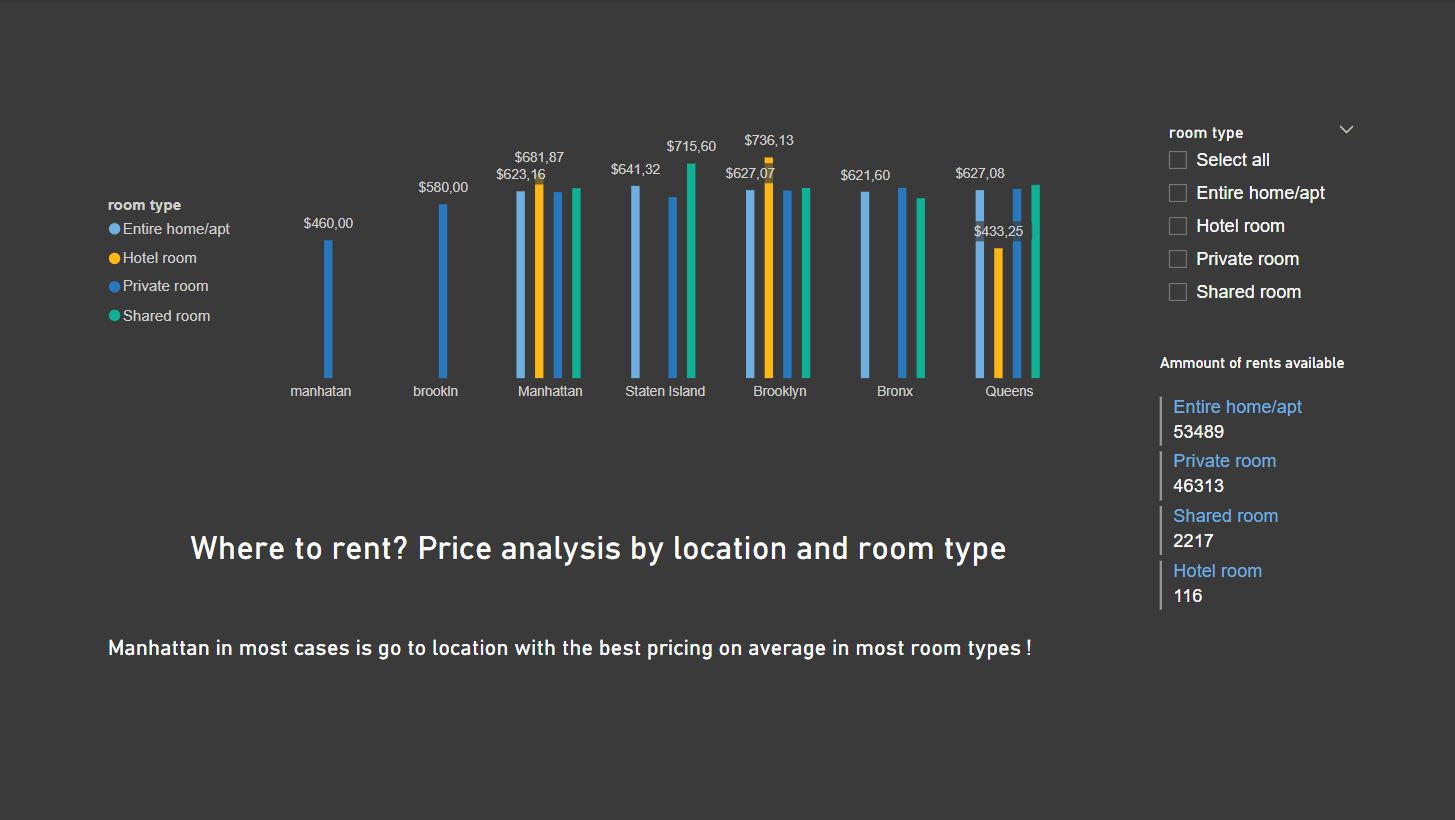 room type
Entire home/apt
Hotel room
Private room
Shared room
$460,00
$580,00
$623,16
$681,87
$641,32
$715,60
$627,07
$736,13
$621,60
$627,08
$433,25
manhatan
brookln
Manhattan
Staten Island
Brooklyn
Bronx
Queens
room type
Select all
Entire home/apt
Hotel room
Private room
Shared room
Ammount of rents available
Entire home/apt
53489
Private room
46313
Shared room
2217
Hotel room
116
Where to rent? Price analysis by location and room type
Manhattan in most cases is go to location with the best pricing on average in most room types !